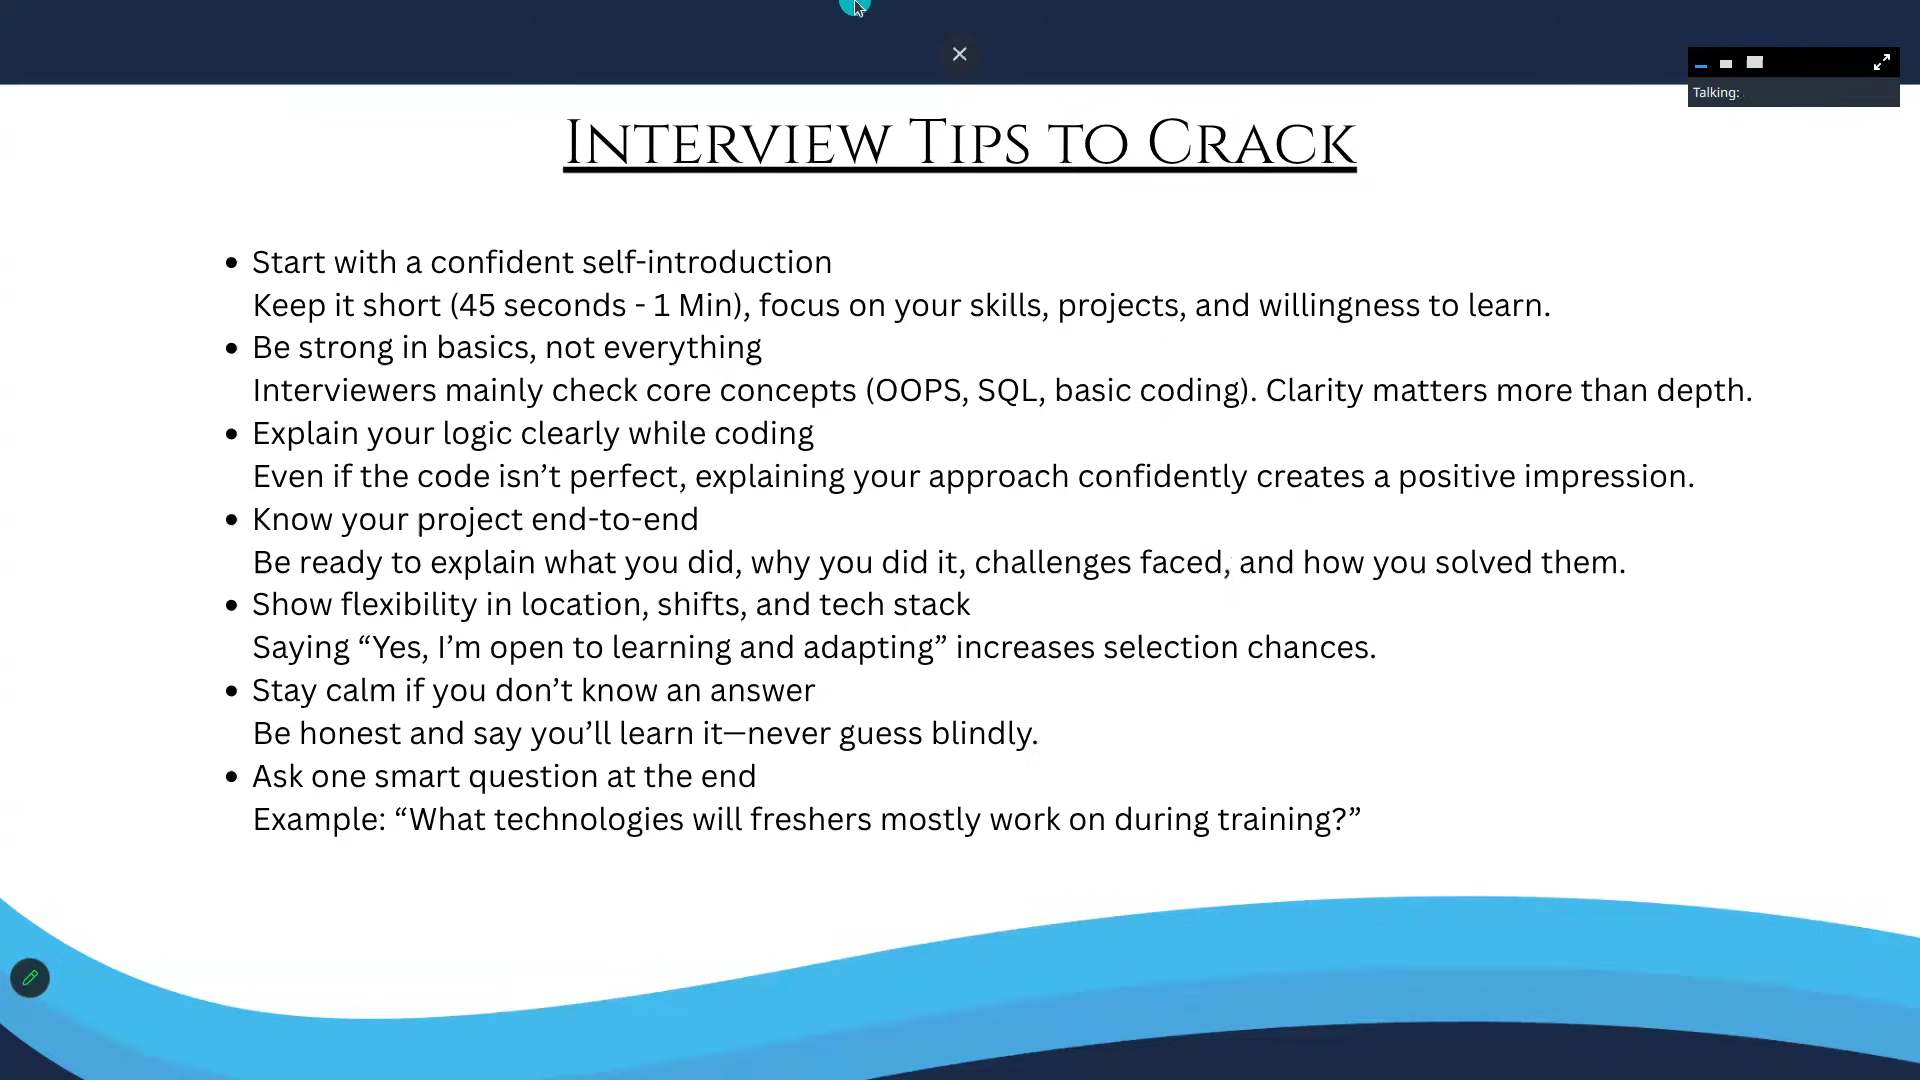 Talking:
Interview Tips to Crack
• Start with a confident self-introduction
Keep it short (45 seconds - 1 Min), focus on your skills, projects, and willingness to learn.
• Be strong in basics, not everything
Interviewers mainly check core concepts (OOPS, SQL, basic coding). Clarity matters more than depth.
• Explain your logic clearly while coding
Even if the code isn’t perfect, explaining your approach confidently creates a positive impression.
• Know your project end-to-end
Be ready to explain what you did, why you did it, challenges faced, and how you solved them.
• Show flexibility in location, shifts, and tech stack
Saying “Yes, I’m open to learning and adapting” increases selection chances.
• Stay calm if you don’t know an answer
Be honest and say you’ll learn it—never guess blindly.
• Ask one smart question at the end
Example: “What technologies will freshers mostly work on during training?”